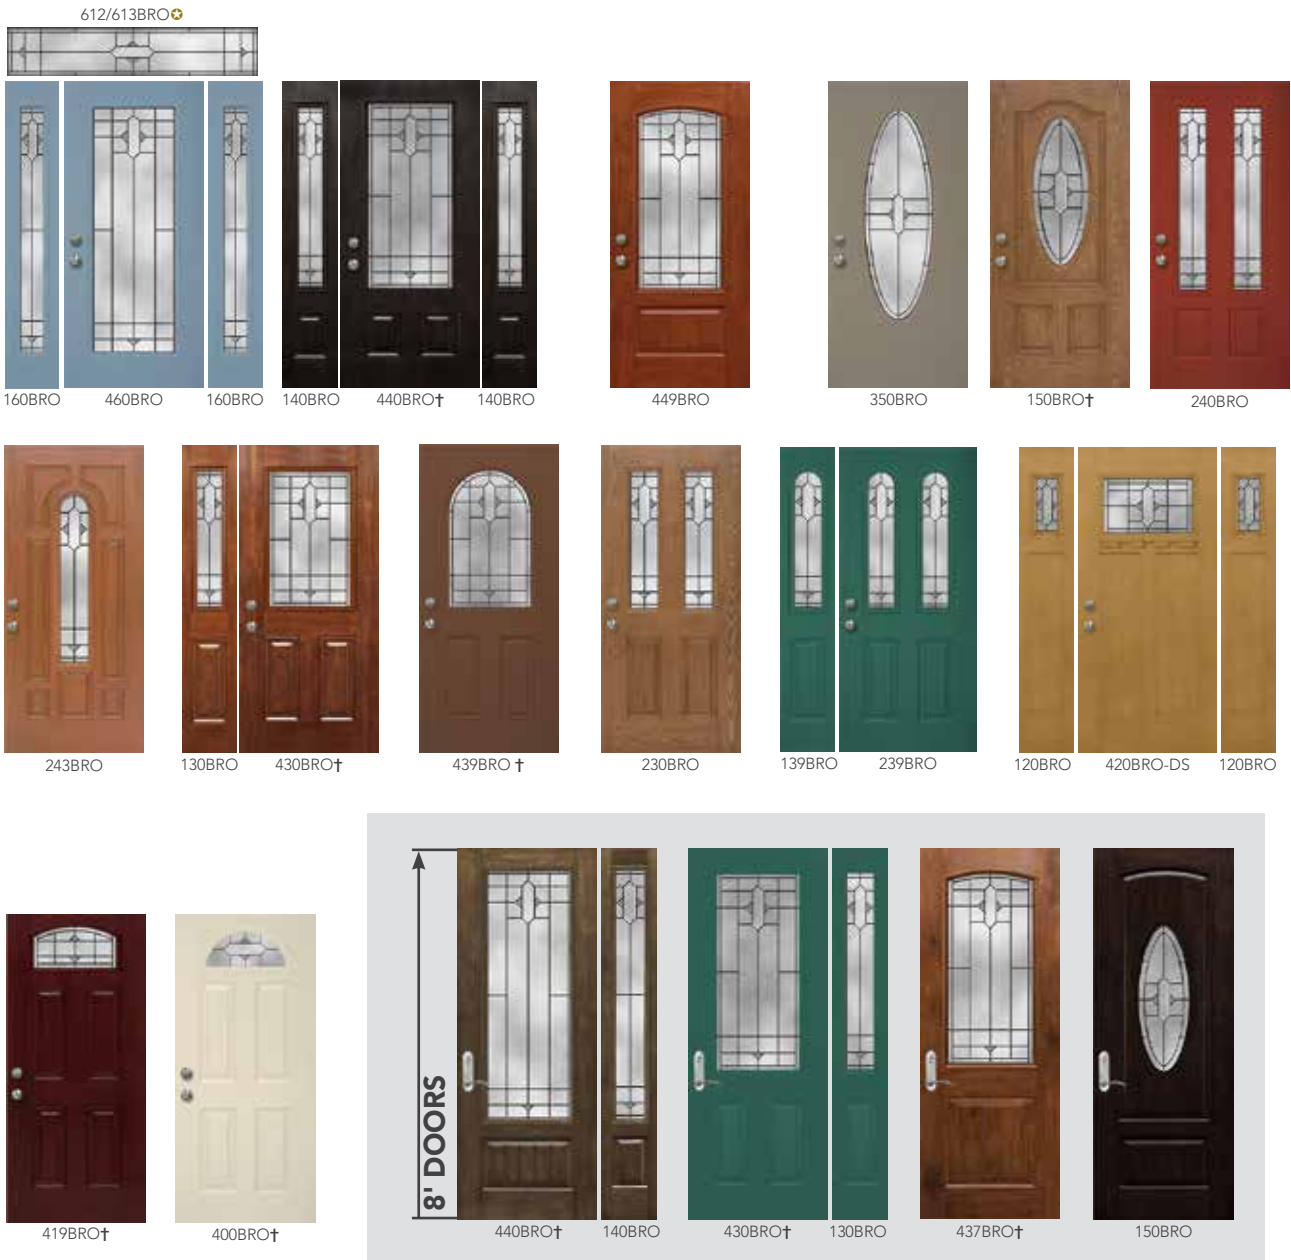 612/613BRO✪
160BRO 460BRO 160BRO 140BRO 440BRO† 140BRO 449BRO 350BRO 150BRO† 240BRO
243BRO 130BRO 430BRO† 439BRO † 230BRO 139BRO 239BRO 120BRO 420BRO-DS 120BRO
419BRO† 400BRO†
8' DOORS
440BRO† 140BRO 430BRO† 130BRO 437BRO† 150BRO